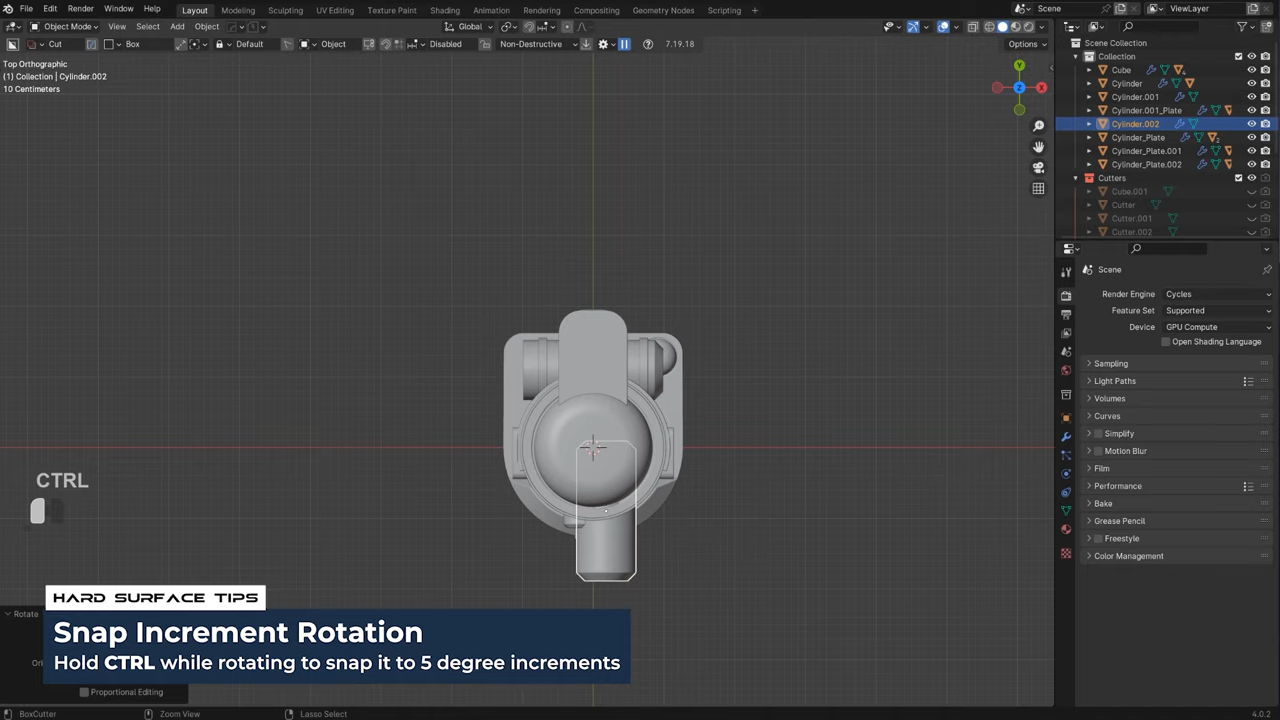 File Edit Render Window Help Layout Modeling Sculpting UV Editing Texture Paint Shading Animation Rendering Compositing Geometry Nodes Scripting + Scene ViewLayer
Object Mode View Select Add Object Global
Cut Box Default Object Disabled Non-Destructive 7.19.18 Options
Top Orthographic
(1) Collection | Cylinder.002
10 Centimeters
Y
Z
X
Scene Collection
Collection
Cube
Cylinder
Cylinder.001
Cylinder.001_Plate
Cylinder.002
Cylinder_Plate
Cylinder_Plate.001
Cylinder_Plate.002
Cutters
Cube.001
Cutter
Cutter.001
Cutter.002
Scene
Render Engine Cycles
Feature Set Supported
Device GPU Compute
Open Shading Language
Sampling
Light Paths
Volumes
Curves
Simplify
Motion Blur
Film
Performance
Bake
Grease Pencil
Freestyle
Color Management
CTRL
HARD SURFACE TIPS
Rotate
Snap Increment Rotation
Hold CTRL while rotating to snap it to 5 degree increments
Proportional Editing
BoxCutter Zoom View Lasso Select 4.0.2